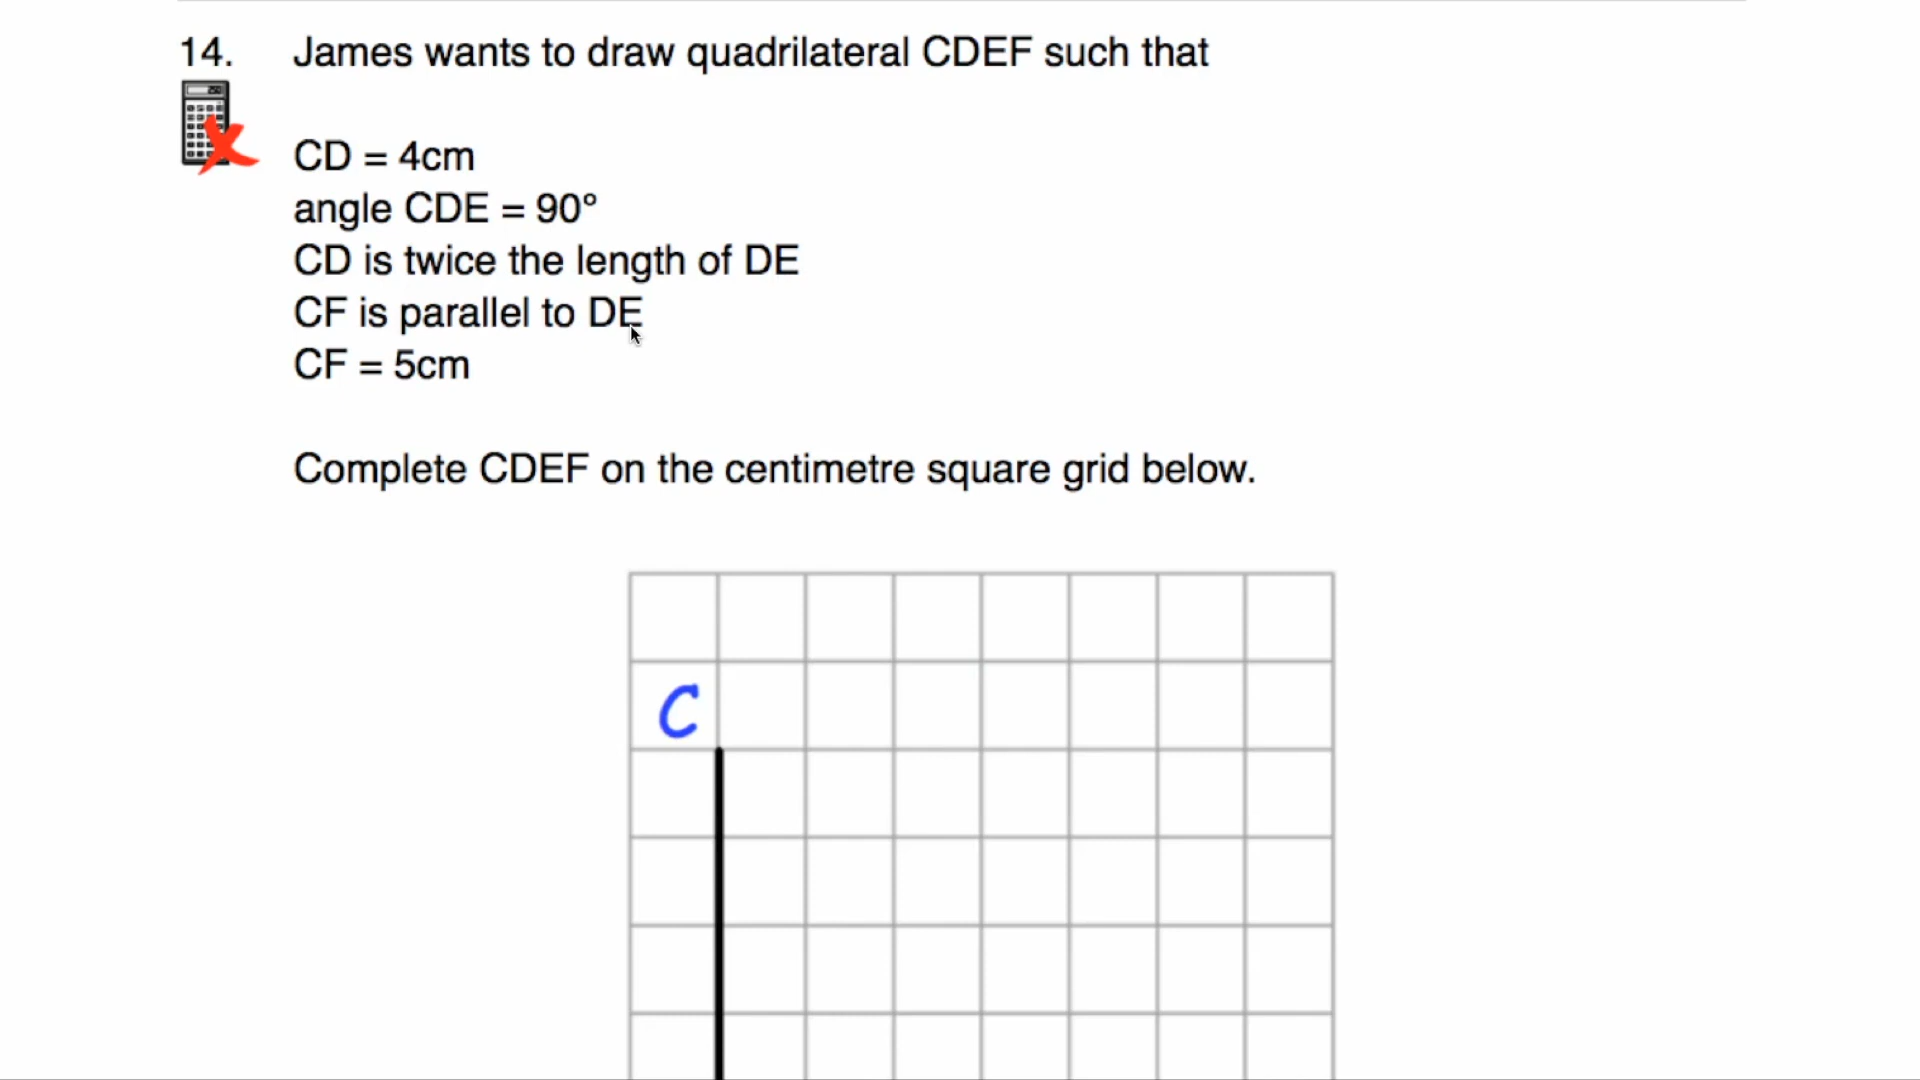 14. James wants to draw quadrilateral CDEF such that
CD = 4cm
angle CDE = 90°
CD is twice the length of DE
CF is parallel to DE
CF = 5cm
Complete CDEF on the centimetre square grid below.
C